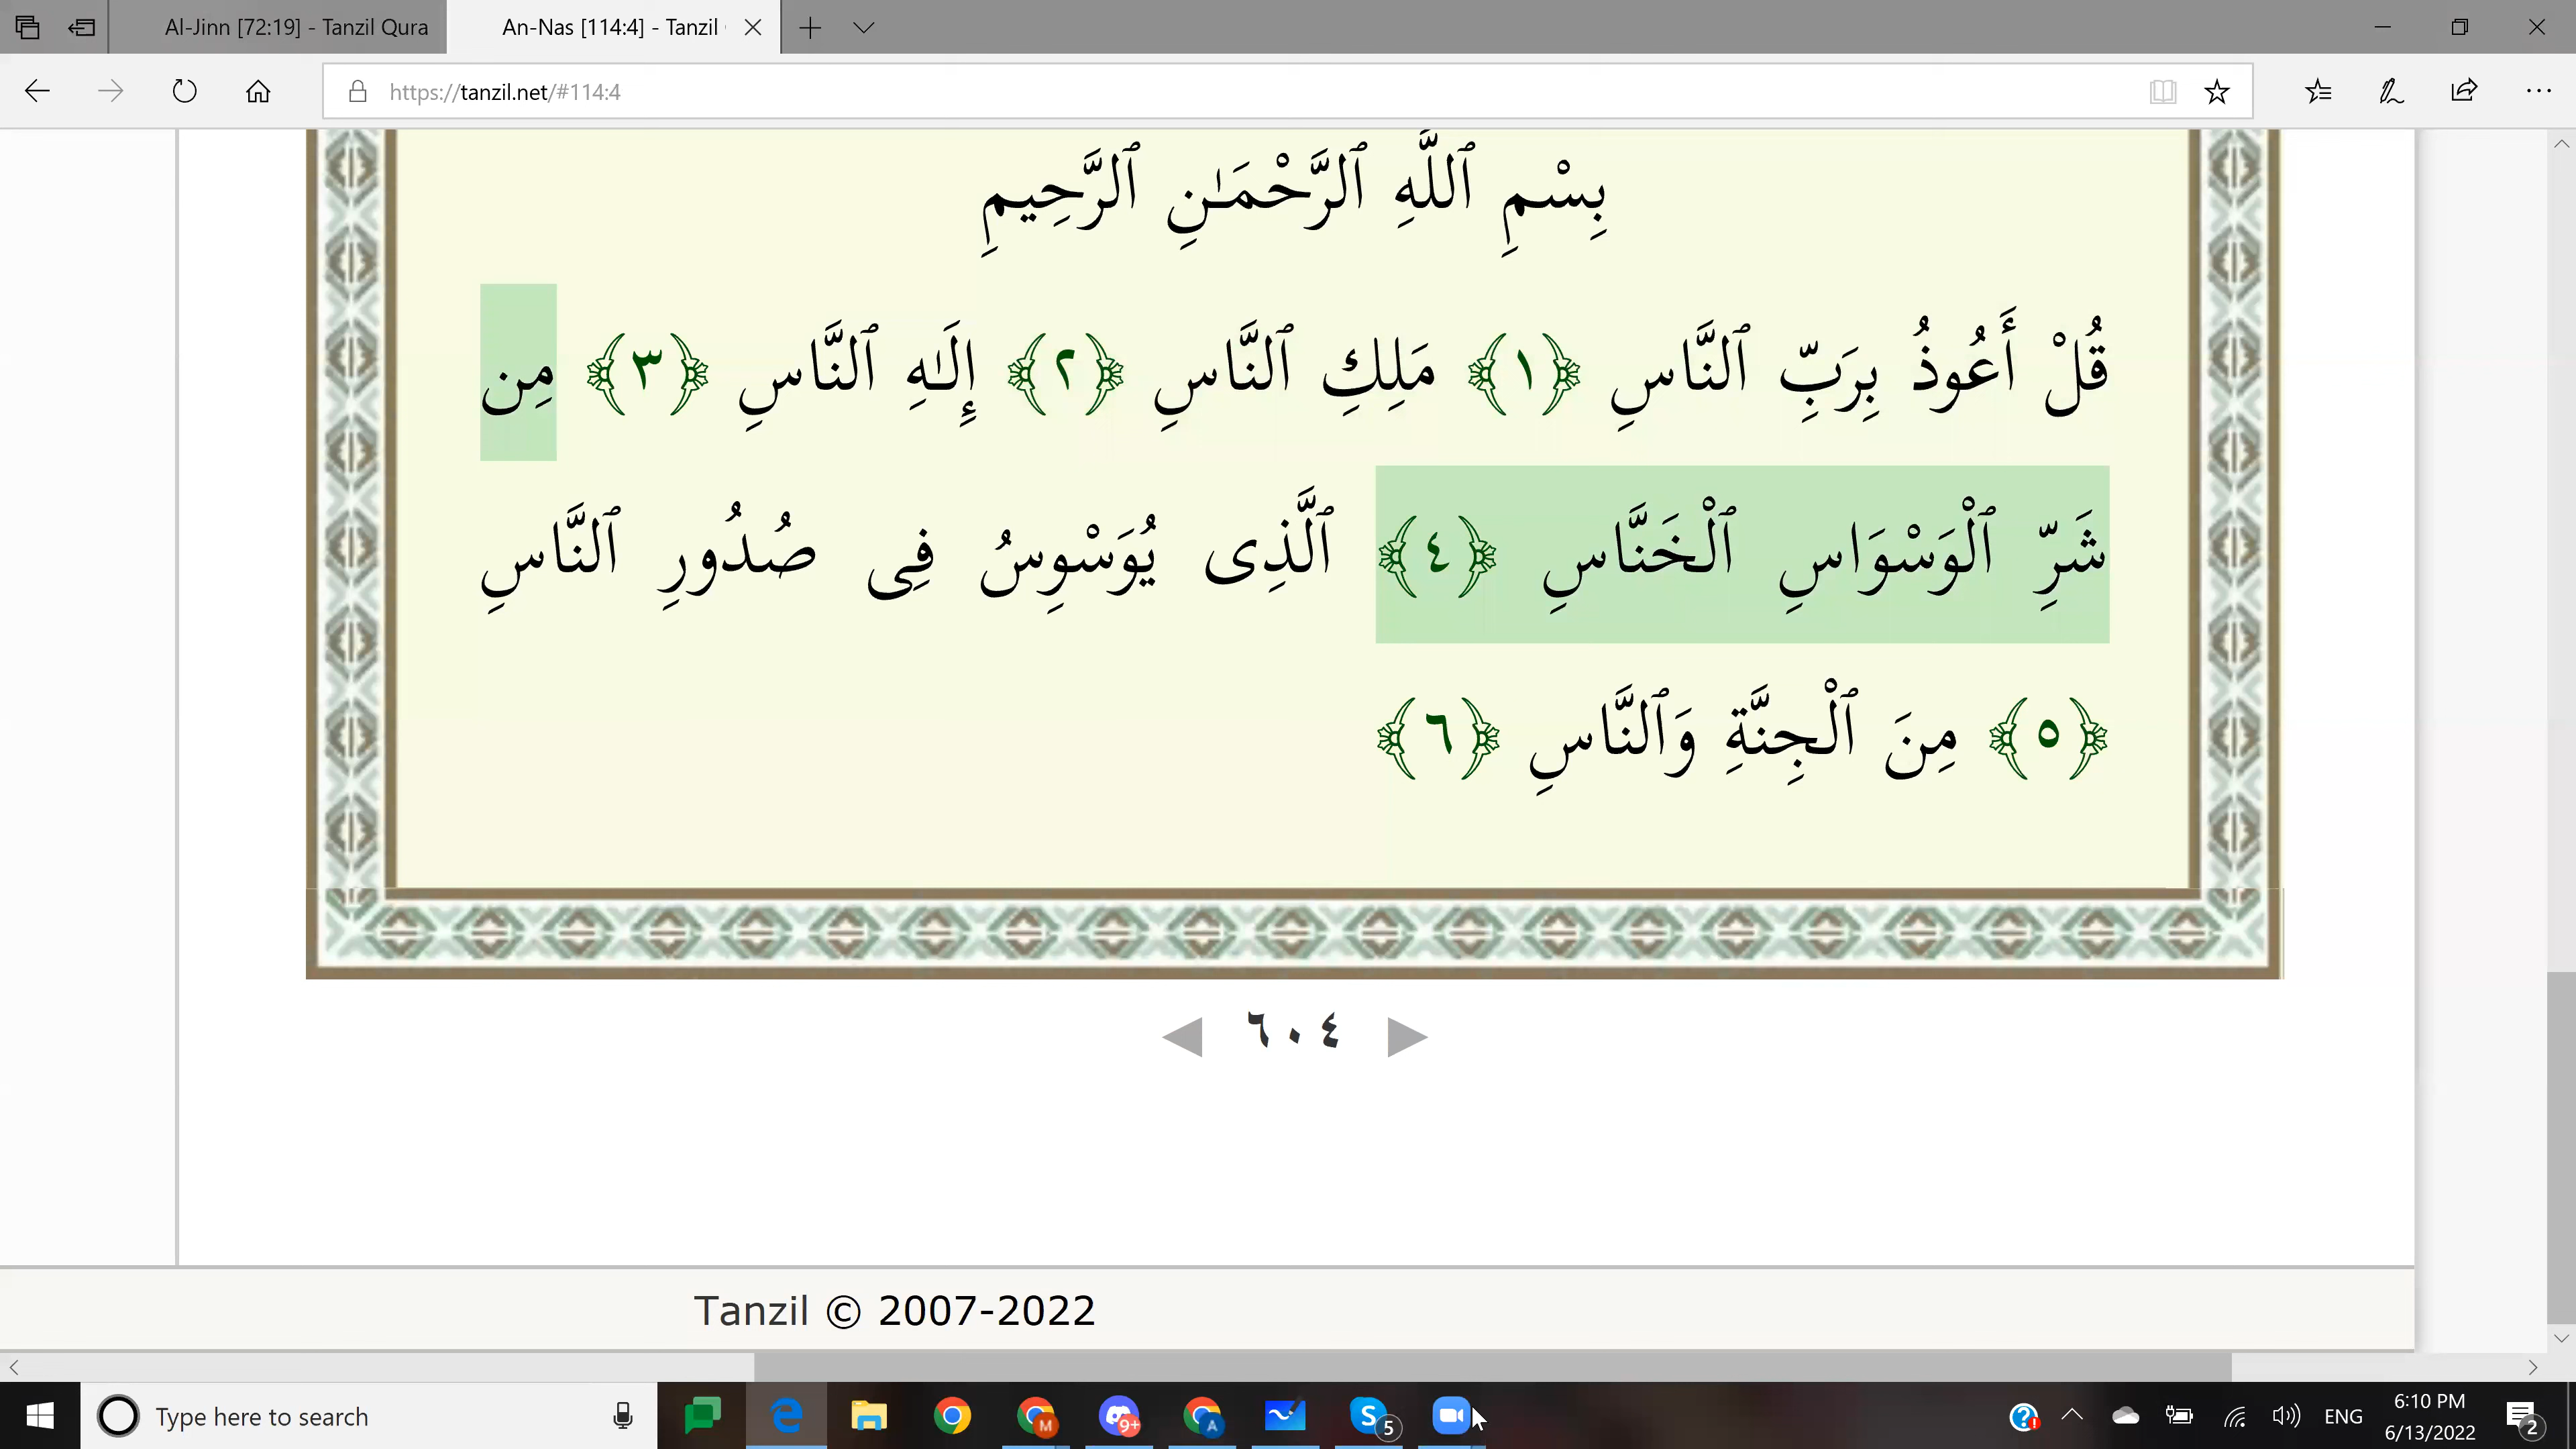 Al-Jinn [72:19] - Tanzil Qura
An-Nas [114:4] - Tanzil
https://tanzil.net/#114:4
بِسْمِ ٱللَّهِ ٱلرَّحْمَـٰنِ ٱلرَّحِيمِ
قُلْ أَعُوذُ بِرَبِّ ٱلنَّاسِ ﴿١﴾ مَلِكِ ٱلنَّاسِ ﴿٢﴾ إِلَـٰهِ ٱلنَّاسِ ﴿٣﴾ مِن
شَرِّ ٱلْوَسْوَاسِ ٱلْخَنَّاسِ ﴿٤﴾ ٱلَّذِى يُوَسْوِسُ فِى صُدُورِ ٱلنَّاسِ
﴿٥﴾ مِنَ ٱلْجِنَّةِ وَٱلنَّاسِ ﴿٦﴾
٦٠٤
Tanzil © 2007-2022
Type here to search
M
9+
A
S
5
ENG
6:10 PM
6/13/2022
2